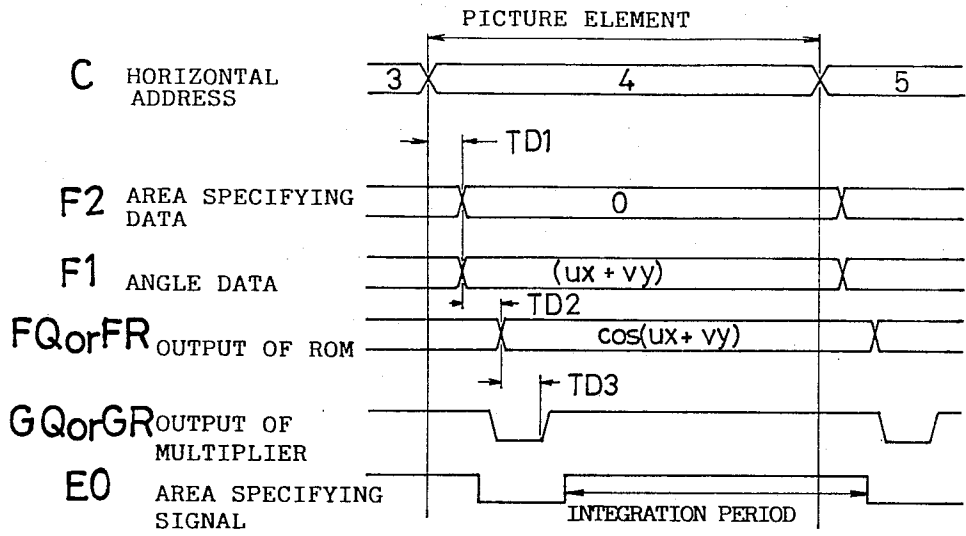 PICTURE ELEMENT
C HORIZONTAL ADDRESS 3 4 5
TD1
F2 AREA SPECIFYING DATA 0
F1 ANGLE DATA (ux + vy)
TD2
FQorFR OUTPUT OF ROM cos(ux+ vy)
TD3
GQorGR OUTPUT OF MULTIPLIER
E0 AREA SPECIFYING SIGNAL
INTEGRATION PERIOD